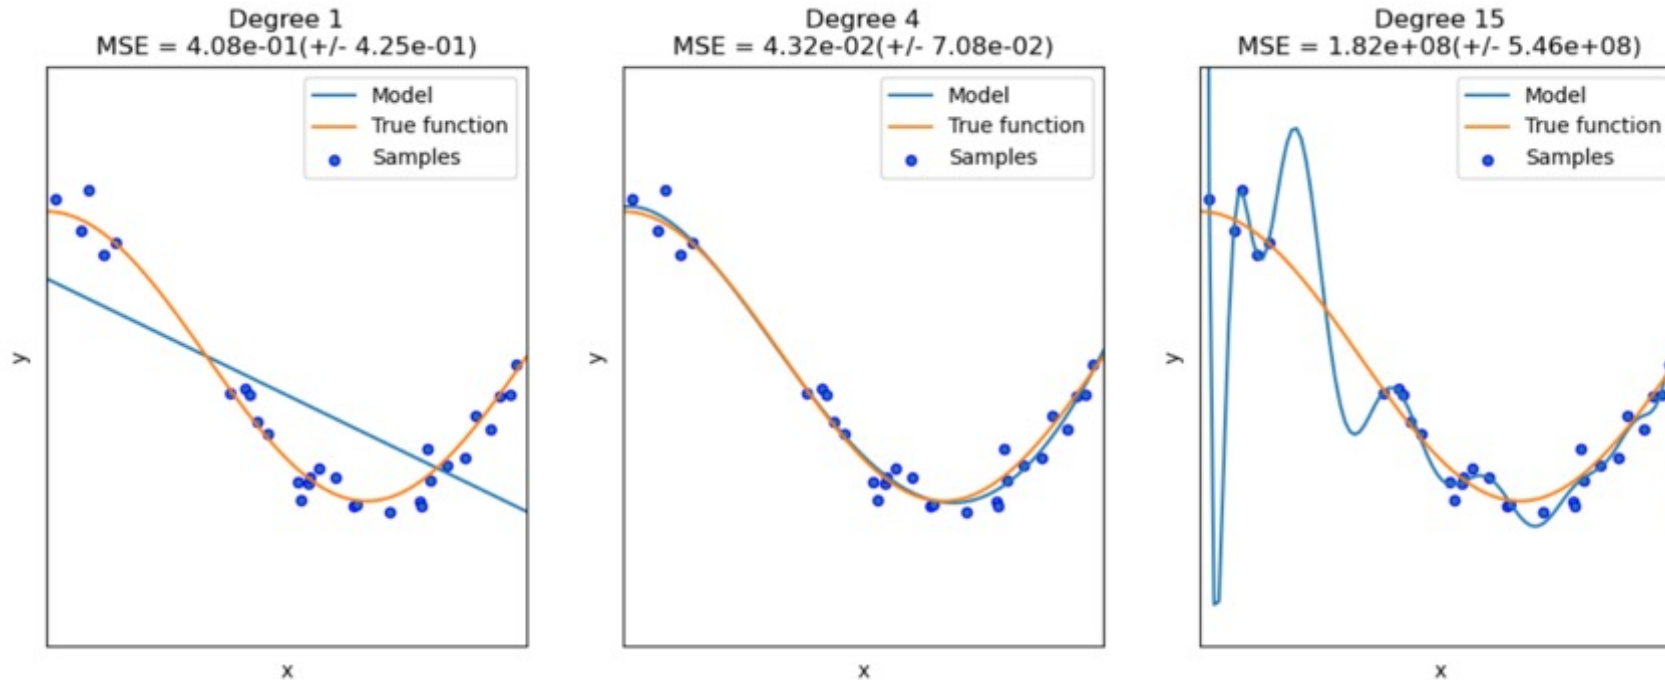 Degree 1
MSE = 4.08e-01(+/- 4.25e-01)
Model
True function
Samples
y
x
Degree 4
MSE = 4.32e-02(+/- 7.08e-02)
Model
True function
Samples
y
x
Degree 15
MSE = 1.82e+08(+/- 5.46e+08)
Model
True function
Samples
y
x